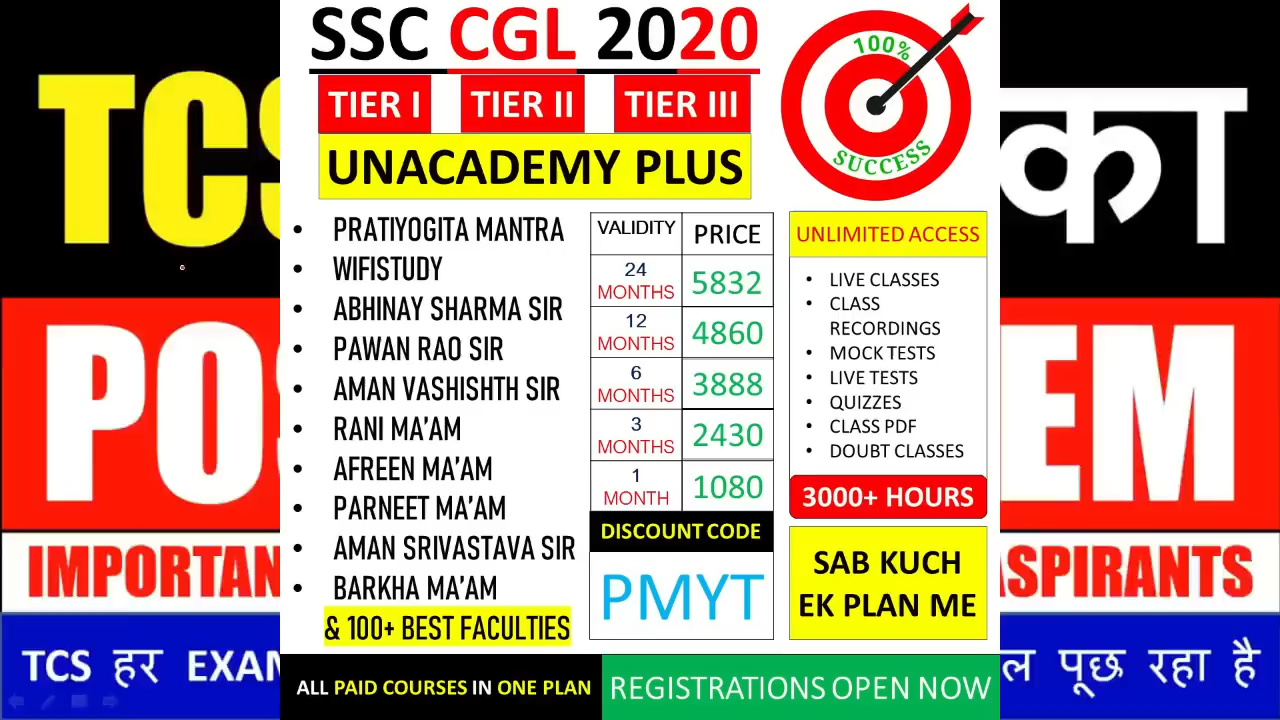 SSC CGL 2020
TIER I TIER II TIER III
UNACADEMY PLUS
100%
SUCCESS
• PRATIYOGITA MANTRA
• WIFISTUDY
• ABHINAY SHARMA SIR
• PAWAN RAO SIR
• AMAN VASHISHTH SIR
• RANI MA’AM
• AFREEN MA’AM
• PARNEET MA’AM
• AMAN SRIVASTAVA SIR
• BARKHA MA’AM
& 100+ BEST FACULTIES
VALIDITY PRICE
24 MONTHS 5832
12 MONTHS 4860
6 MONTHS 3888
3 MONTHS 2430
1 MONTH 1080
DISCOUNT CODE
PMYT
UNLIMITED ACCESS
• LIVE CLASSES
• CLASS
RECORDINGS
• MOCK TESTS
• LIVE TESTS
• QUIZZES
• CLASS PDF
• DOUBT CLASSES
3000+ HOURS
SAB KUCH
EK PLAN ME
ALL PAID COURSES IN ONE PLAN
REGISTRATIONS OPEN NOW
TCS का
IMPORTAN ASPIRANTS
TCS हर EXAM पूछ रहा है